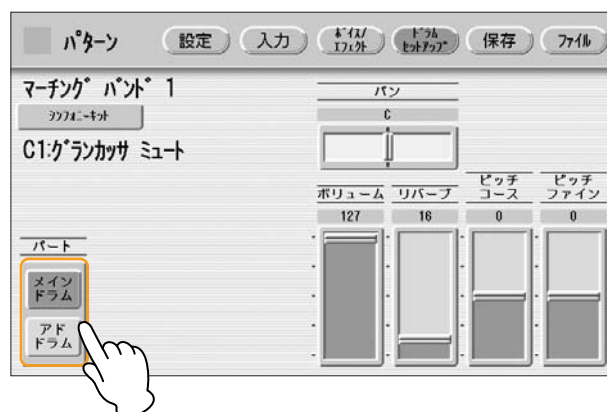 パターン
設定
入力
ボイス/
エフェクト
ドラム
セットアップ
保存
ファイル
マーチング バンド 1
シンフォニーキット
C1:グランカッサ ミュート
パン
C
ボリューム リバーブ ピッチ
コース ピッチ
ファイン
127 16 0 0
パート
メイン
ドラム
アド
ドラム